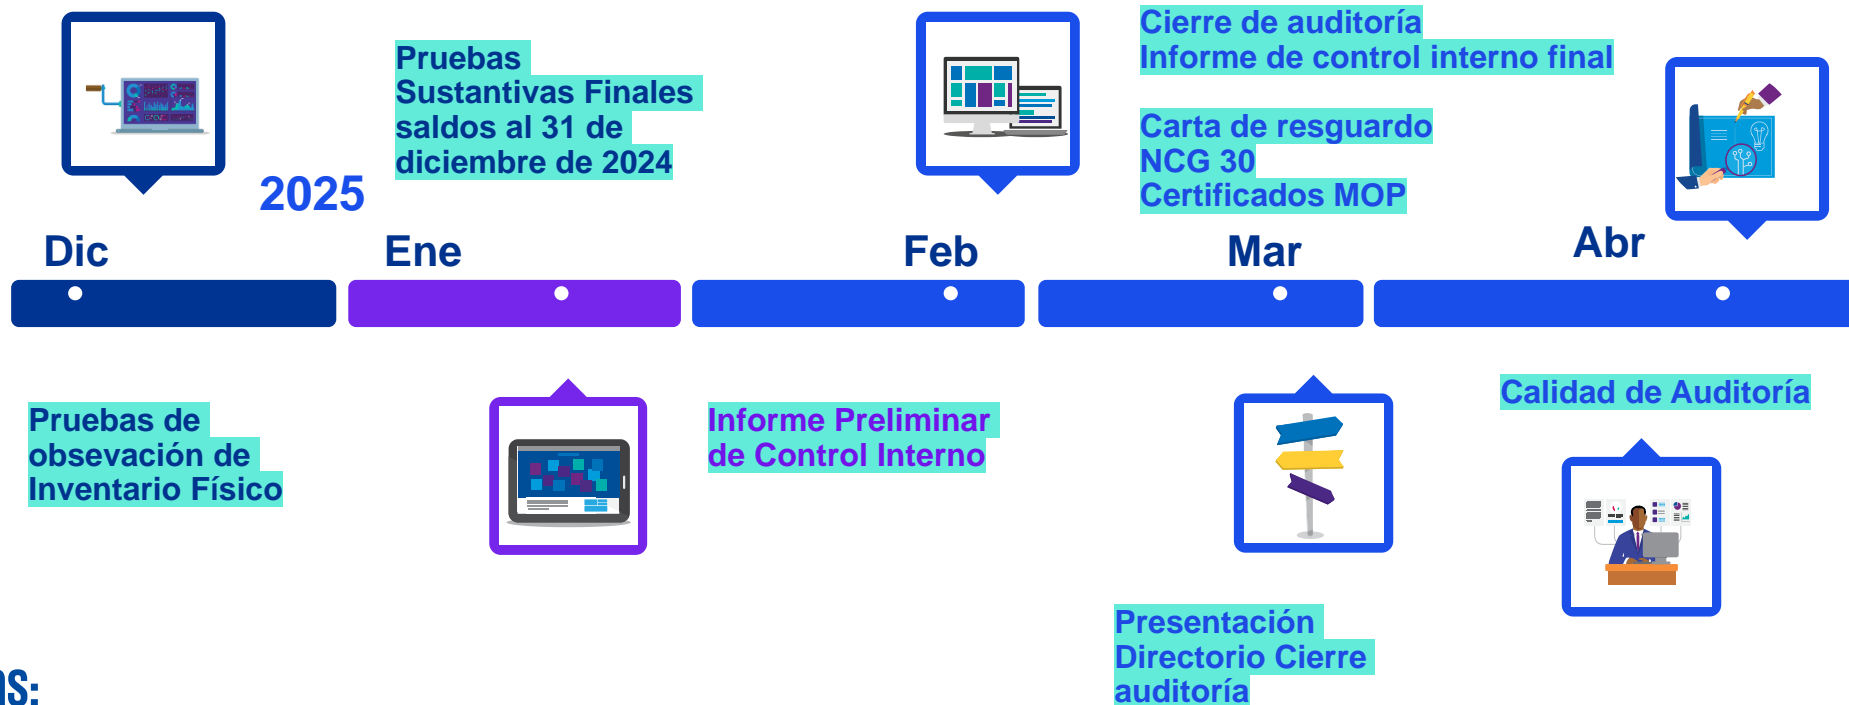 Pruebas
Sustantivas Finales
saldos al 31 de
diciembre de 2024
Cierre de auditoría
Informe de control interno final
Carta de resguardo
NCG 30
Certificados MOP
2025
Dic
Ene
Feb
Mar
Abr
Pruebas de
obsevación de
Inventario Físico
Informe Preliminar
de Control Interno
Calidad de Auditoría
Presentación
Directorio Cierre
auditoría